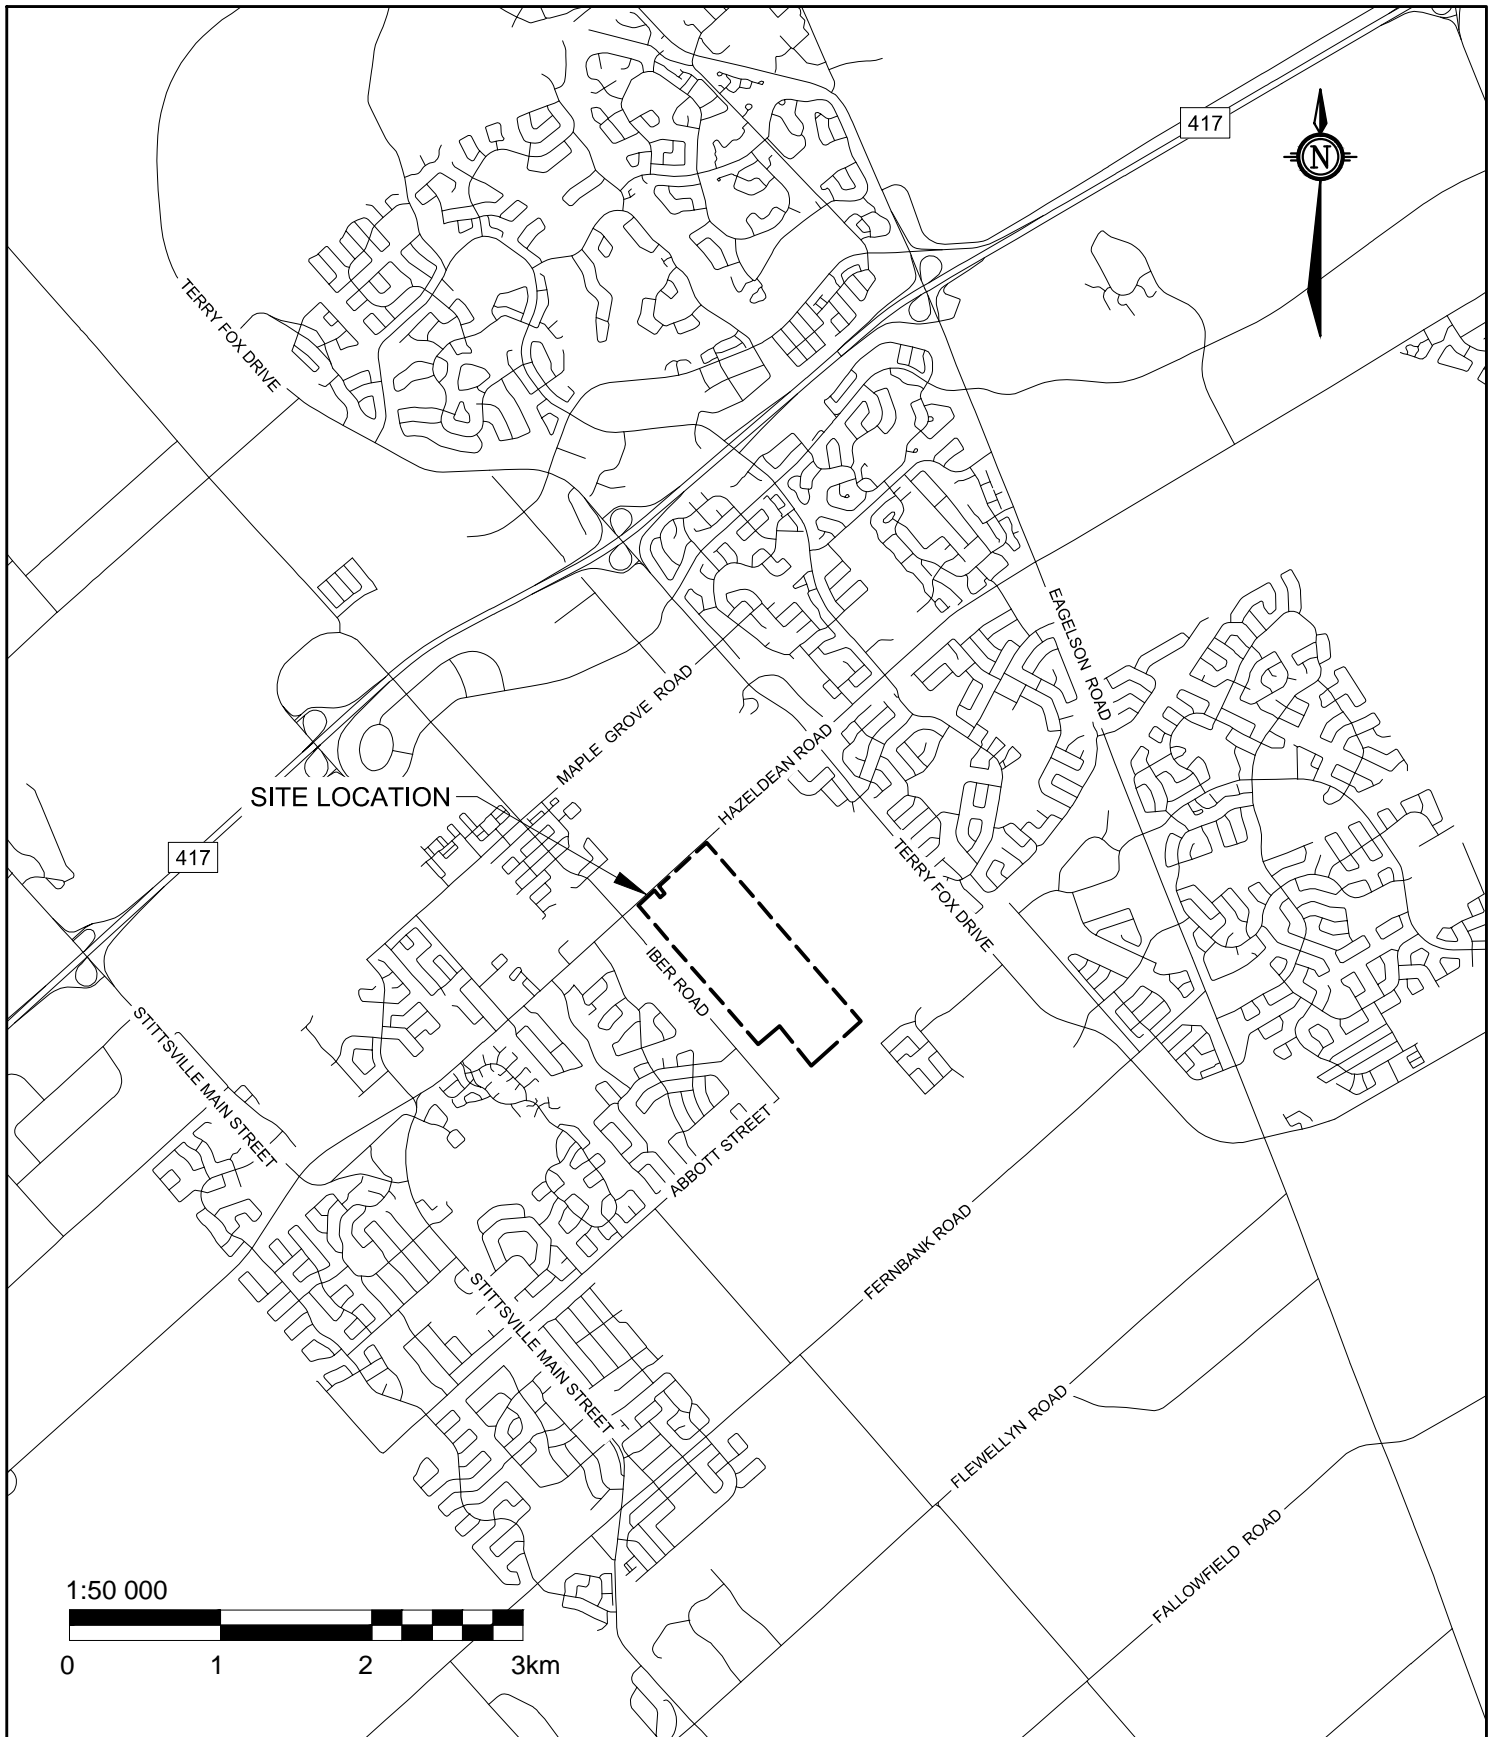 417
N
TERRY FOX DRIVE
EAGELSON ROAD
MAPLE GROVE ROAD
HAZELDEAN ROAD
SITE LOCATION
417
TERRY FOX DRIVE
IBER ROAD
STITTSVILLE MAIN STREET
ABBOTT STREET
FERNBANK ROAD
STITTSVILLE MAIN STREET
FLEWELLYN ROAD
FALLOWFIELD ROAD
1:50 000
0 1 2 3km